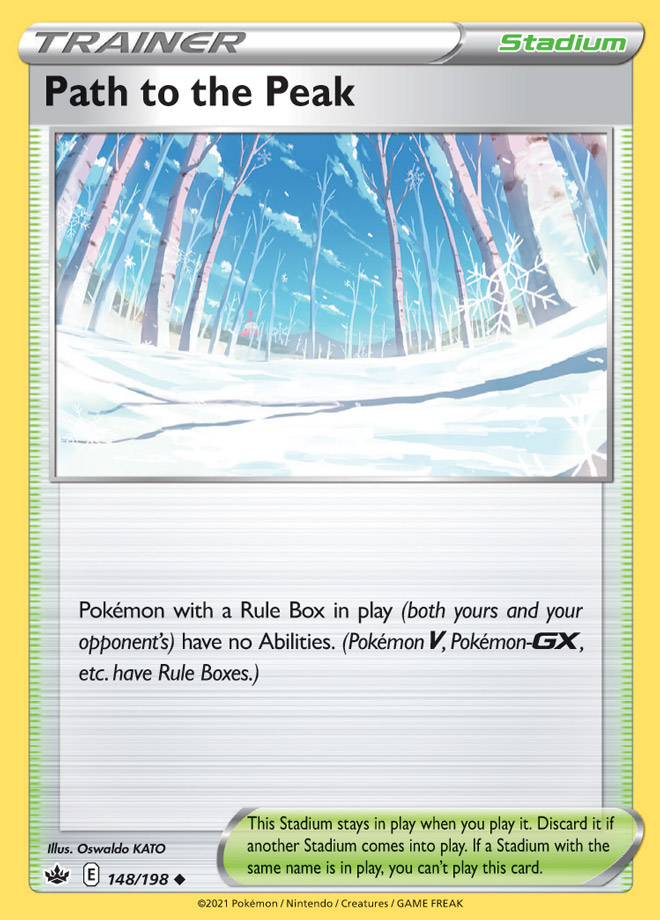 TRAINER
Stadium
Path to the Peak
Pokémon with a Rule Box in play (both yours and your
opponent's) have no Abilities. (Pokémon V, Pokémon-GX,
etc. have Rule Boxes.)
This Stadium stays in play when you play it. Discard it if
another Stadium comes into play. If a Stadium with the
same name is in play, you can't play this card.
Illus. Oswaldo KATO
E 148/198
©2021 Pokémon / Nintendo / Creatures / GAME FREAK